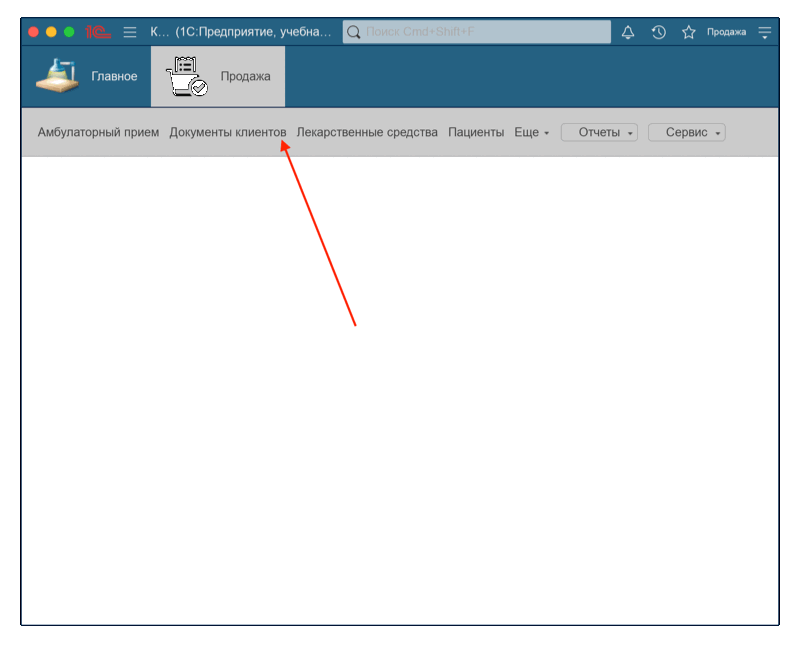 1С К... (1С:Предприятие, учебна... Поиск Cmd+Shift+F Продажа
Главное Продажа
Амбулаторный прием Документы клиентов Лекарственные средства Пациенты Еще Отчеты Сервис